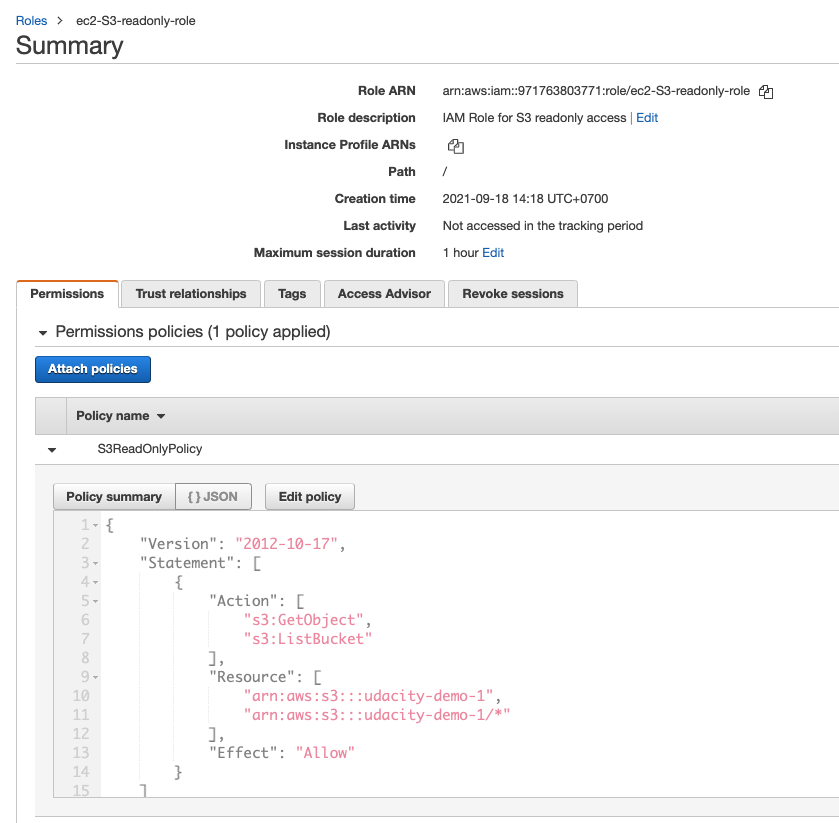 Roles > ec2-S3-readonly-role
Summary
Role ARN arn:aws:iam::971763803771:role/ec2-S3-readonly-role
Role description IAM Role for S3 readonly access | Edit
Instance Profile ARNs
Path /
Creation time 2021-09-18 14:18 UTC+0700
Last activity Not accessed in the tracking period
Maximum session duration 1 hour Edit
Permissions Trust relationships Tags Access Advisor Revoke sessions
Permissions policies (1 policy applied)
Attach policies
Policy name
S3ReadOnlyPolicy
Policy summary { } JSON Edit policy
1 {
2 "Version": "2012-10-17",
3 "Statement": [
4 {
5 "Action": [
6 "s3:GetObject",
7 "s3:ListBucket"
8 ],
9 "Resource": [
10 "arn:aws:s3:::udacity-demo-1",
11 "arn:aws:s3:::udacity-demo-1/*"
12 ],
13 "Effect": "Allow"
14 }
15 ]